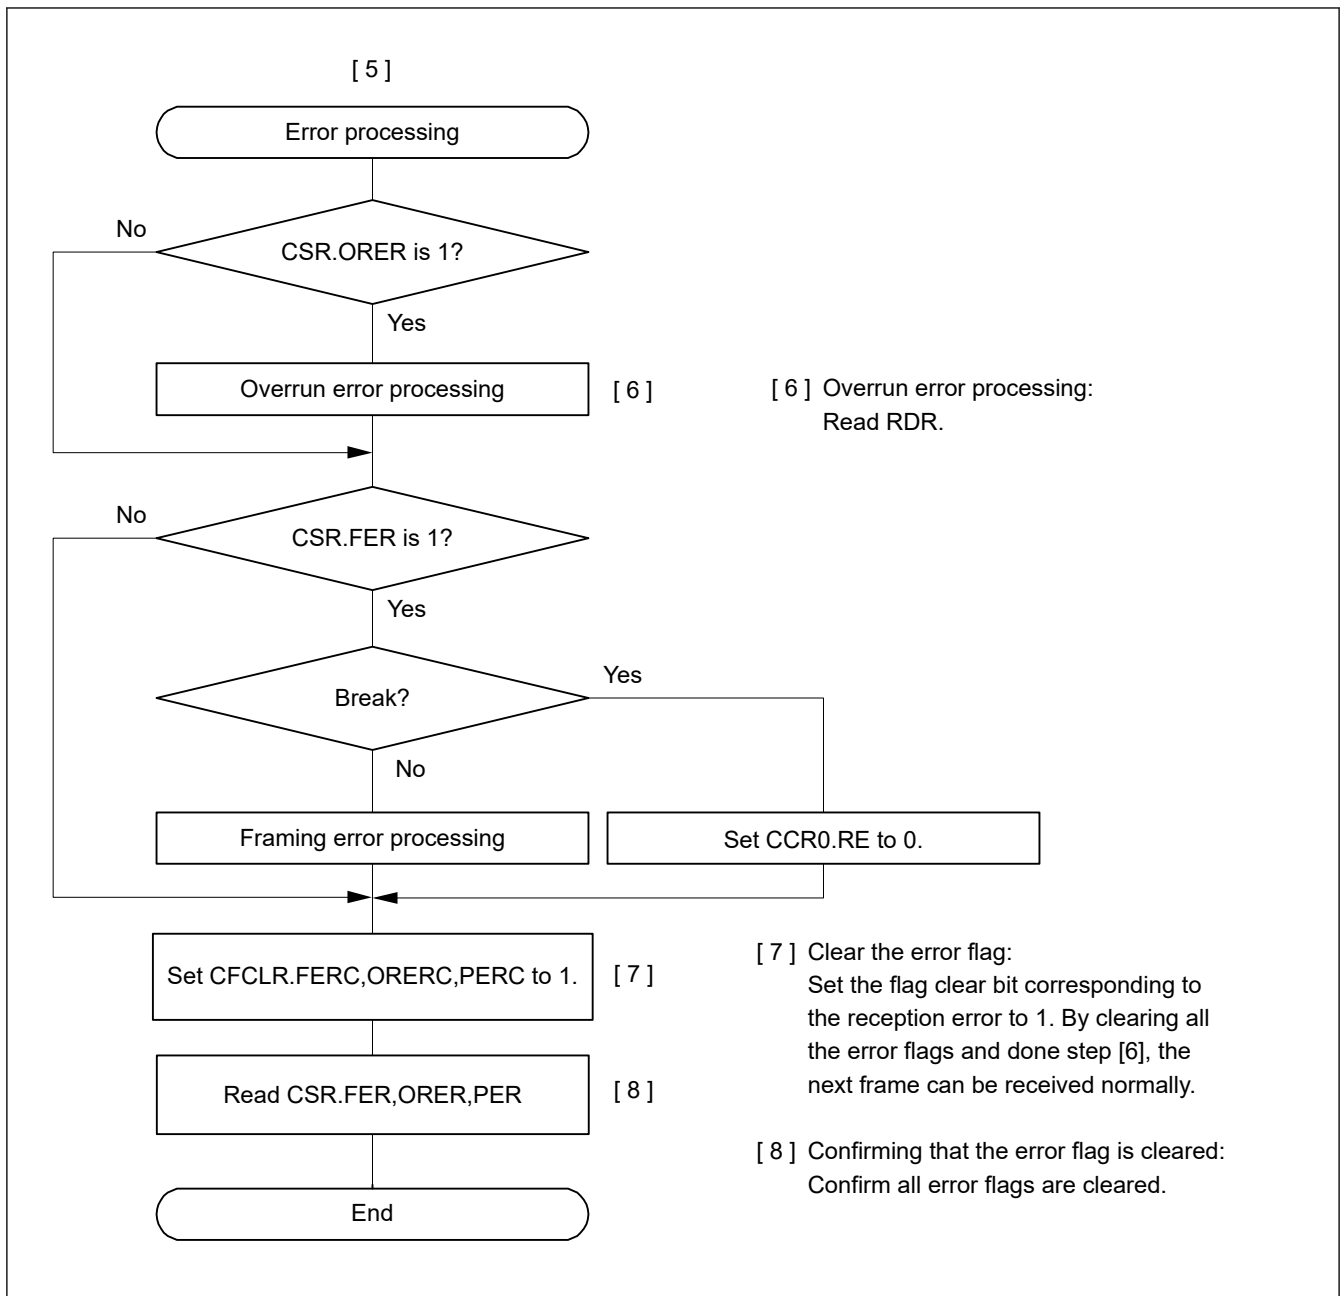 [ 5 ]
Error processing
No
CSR.ORER is 1?
Yes
Overrun error processing
[ 6 ]
[ 6 ] Overrun error processing:
Read RDR.
No
CSR.FER is 1?
Yes
Break?
Yes
No
Framing error processing
Set CCR0.RE to 0.
Set CFCLR.FERC,ORERC,PERC to 1.
[ 7 ]
[ 7 ] Clear the error flag:
Set the flag clear bit corresponding to
the reception error to 1. By clearing all
the error flags and done step [6], the
next frame can be received normally.
Read CSR.FER,ORER,PER
[ 8 ]
[ 8 ] Confirming that the error flag is cleared:
Confirm all error flags are cleared.
End